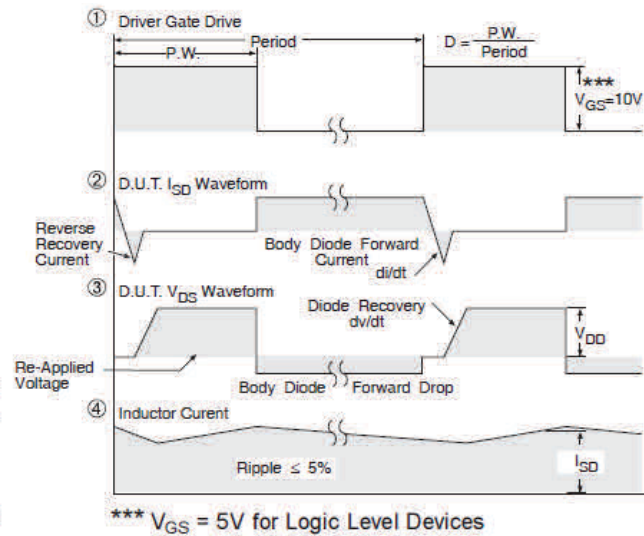 ① Driver Gate Drive
Period
P.W.
D = P.W.
Period
***
VGS=10V
② D.U.T. ISD Waveform
Reverse
Recovery
Current
Body Diode Forward
Current
di/dt
③ D.U.T. VDS Waveform
Diode Recovery
dv/dt
VDD
Re-Applied
Voltage
Body Diode Forward Drop
④ Inductor Curent
Ripple ≤ 5%
ISD
*** VGS = 5V for Logic Level Devices